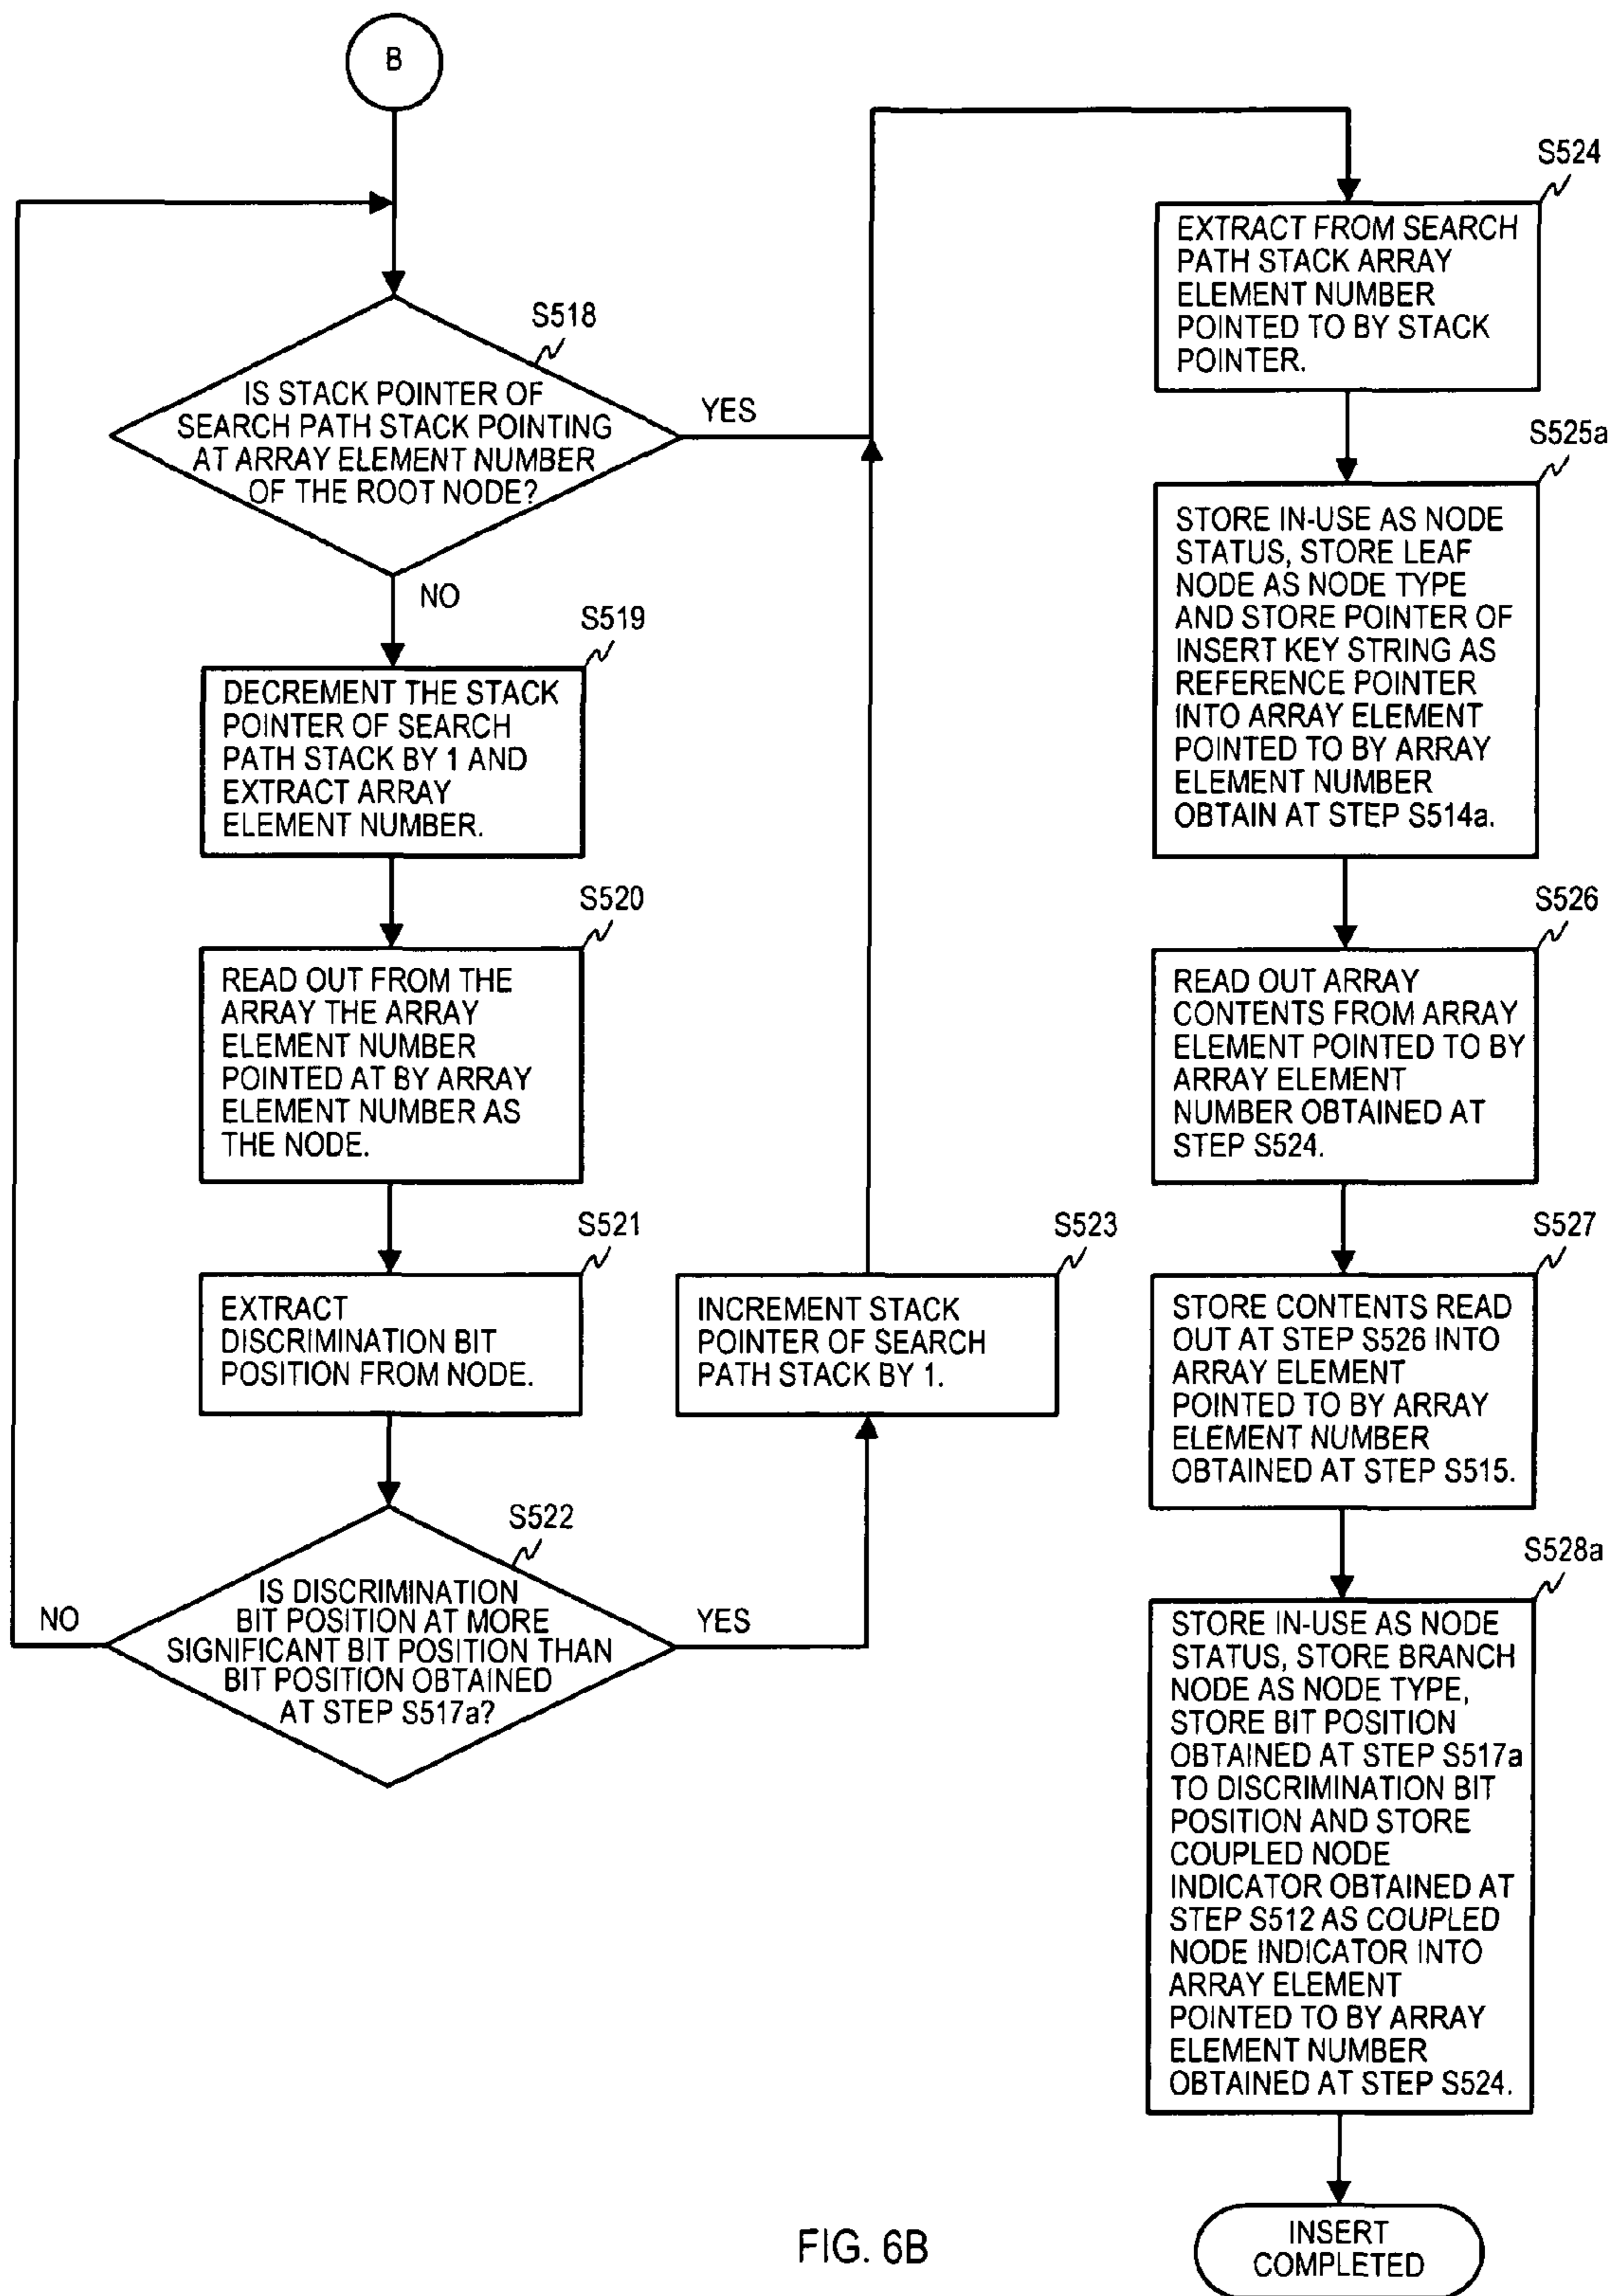 B
S518
IS STACK POINTER OF
SEARCH PATH STACK POINTING
AT ARRAY ELEMENT NUMBER
OF THE ROOT NODE?
YES
NO
S519
DECREMENT THE STACK
POINTER OF SEARCH
PATH STACK BY 1 AND
EXTRACT ARRAY
ELEMENT NUMBER.
S520
READ OUT FROM THE
ARRAY THE ARRAY
ELEMENT NUMBER
POINTED AT BY ARRAY
ELEMENT NUMBER AS
THE NODE.
S521
EXTRACT
DISCRIMINATION BIT
POSITION FROM NODE.
S522
IS DISCRIMINATION
BIT POSITION AT MORE
SIGNIFICANT BIT POSITION THAN
BIT POSITION OBTAINED
AT STEP S517a?
NO
YES
S523
INCREMENT STACK
POINTER OF SEARCH
PATH STACK BY 1.
S524
EXTRACT FROM SEARCH
PATH STACK ARRAY
ELEMENT NUMBER
POINTED TO BY STACK
POINTER.
S525a
STORE IN-USE AS NODE
STATUS, STORE LEAF
NODE AS NODE TYPE
AND STORE POINTER OF
INSERT KEY STRING AS
REFERENCE POINTER
INTO ARRAY ELEMENT
POINTED TO BY ARRAY
ELEMENT NUMBER
OBTAIN AT STEP S514a.
S526
READ OUT ARRAY
CONTENTS FROM ARRAY
ELEMENT POINTED TO BY
ARRAY ELEMENT
NUMBER OBTAINED AT
STEP S524.
S527
STORE CONTENTS READ
OUT AT STEP S526 INTO
ARRAY ELEMENT
POINTED TO BY ARRAY
ELEMENT NUMBER
OBTAINED AT STEP S515.
S528a
STORE IN-USE AS NODE
STATUS, STORE BRANCH
NODE AS NODE TYPE,
STORE BIT POSITION
OBTAINED AT STEP S517a
TO DISCRIMINATION BIT
POSITION AND STORE
COUPLED NODE
INDICATOR OBTAINED AT
STEP S512 AS COUPLED
NODE INDICATOR INTO
ARRAY ELEMENT
POINTED TO BY ARRAY
ELEMENT NUMBER
OBTAINED AT STEP S524.
INSERT
COMPLETED
FIG. 6B